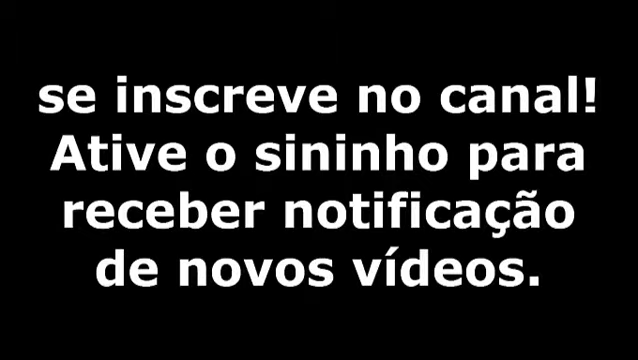 se inscreve no canal!
Ative o sininho para
receber notificação
de novos vídeos.